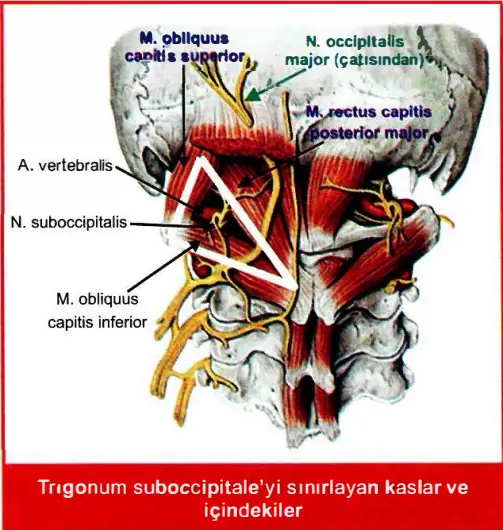 M. obliquus
capitis superior
N. occipitalis
major (çatısından)
M. rectus capitis
posterior major
A. vertebralis
N. suboccipitalis
M. obliquus
capitis inferior
Trıgonum suboccipitale'yi sınırlayan kaslar ve
içindekiler